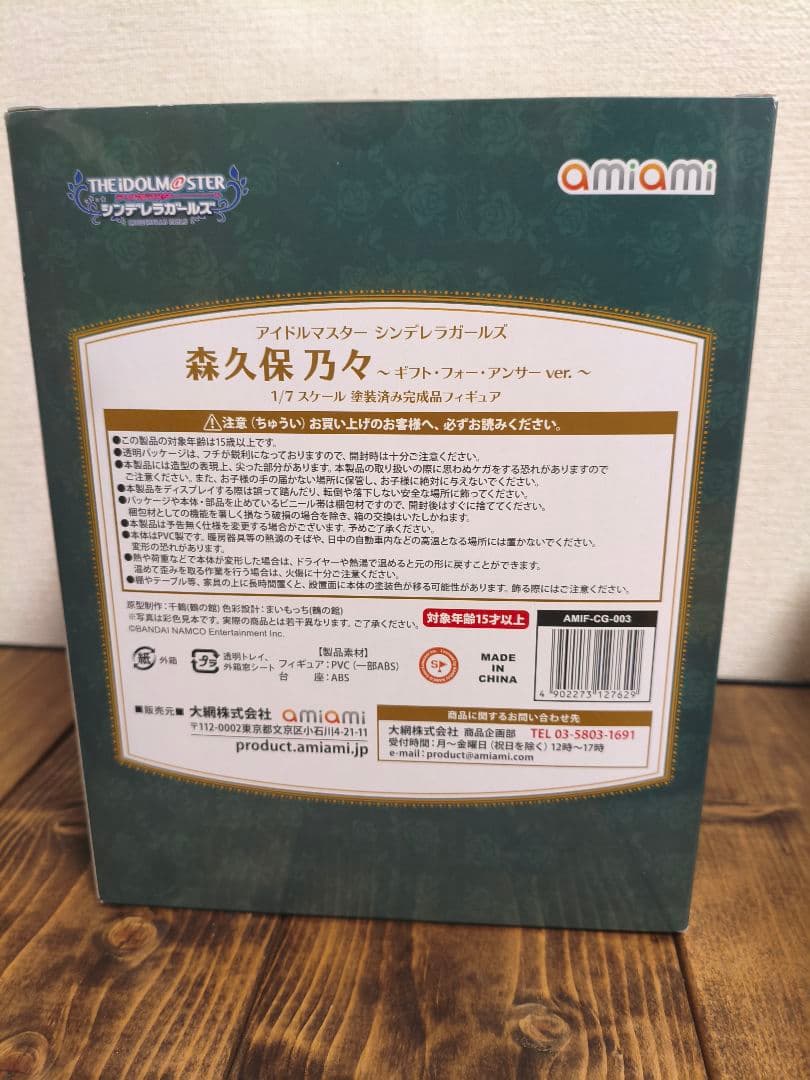 THE IDOLM@STER
シンデレラガールズ
CINDERELLA GIRLS
amiami
アイドルマスター シンデレラガールズ
森久保 乃々 ～ ギフト・フォー・アンサー ver. ～
1/7 スケール 塗装済み完成品フィギュア
注意（ちゅうい）お買い上げのお客様へ、必ずお読みください。
●この製品の対象年齢は15歳以上です。
●透明パッケージは、フチが鋭利になっておりますので、開封時は十分ご注意ください。
●本製品には造型の表現上、尖った部分があります。本製品の取り扱いの際に思わぬケガをする恐れがありますので
ご注意ください。また、お子様の手の届かない場所に保管し、お子様に絶対に与えないでください。
●本製品をディスプレイする際は誤って踏んだり、転倒や落下しない安全な場所に飾ってください。
●パッケージや本体・部品を止めているビニール帯は梱包材ですので、開封後はすぐに捨ててください。
梱包材としての機能を著しく損なう破損の場合を除き、箱の交換はいたしかねます。
●本製品は予告無く仕様を変更する場合がございます。予めご了承ください。
●本体はPVC製です。暖房器具等の熱源のそばや、日中の自動車内などの高温となる場所には置かないでください。
変形の恐れがあります。
●熱や荷重などで本体が変形した場合は、ドライヤーや熱湯で温めると元の形に戻すことができます。
温めて歪みを取る作業を行う場合は、火傷に十分ご注意ください。
●棚やテーブル等、家具の上に長時間置くと、設置面に本体の塗装色が移る可能性があります。飾る際にはご注意ください。
原型制作：千鶴(鶴の館) 色彩設計：まいもっち(鶴の館)
※写真は彩色見本です。実際の商品とは若干異なります。ご了承ください。
©BANDAI NAMCO Entertainment Inc.
対象年齢15才以上
AMIF-CG-003
4 902273 127629
紙 外箱
プラ 透明トレイ、外箱窓シート
【製品素材】
フィギュア：PVC（一部ABS）
台 座：ABS
SP
MADE IN CHINA
■販売元■ 大網株式会社 amiami
〒112-0002東京都文京区小石川4-21-11
product.amiami.jp
商品に関するお問い合わせ先
大網株式会社 商品企画部 TEL 03-5803-1691
受付時間：月～金曜日（祝日を除く）12時～17時
e-mail：product@amiami.com